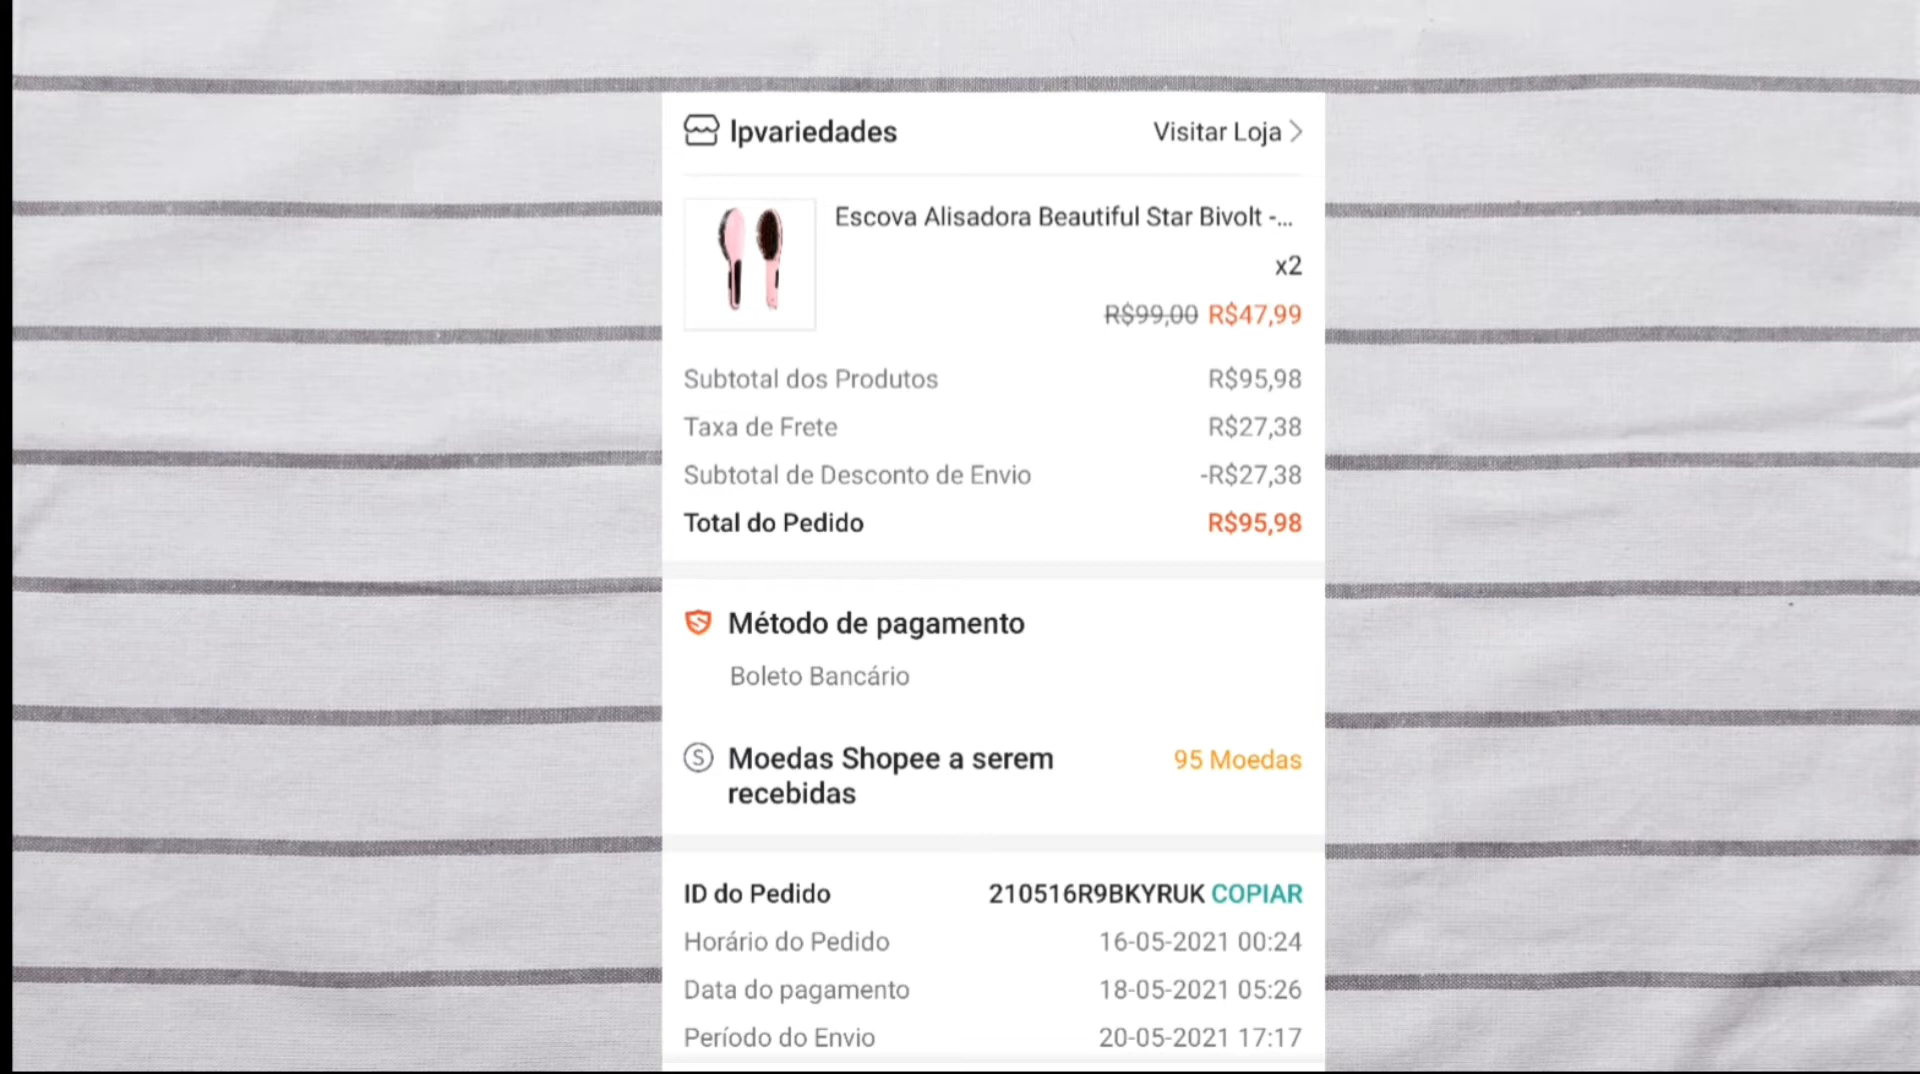 lpvariedades Visitar Loja
Escova Alisadora Beautiful Star Bivolt -...
x2
R$99,00 R$47,99
Subtotal dos Produtos R$95,98
Taxa de Frete R$27,38
Subtotal de Desconto de Envio -R$27,38
Total do Pedido R$95,98
Método de pagamento
Boleto Bancário
Moedas Shopee a serem 95 Moedas
recebidas
ID do Pedido 210516R9BKYRUK COPIAR
Horário do Pedido 16-05-2021 00:24
Data do pagamento 18-05-2021 05:26
Período do Envio 20-05-2021 17:17